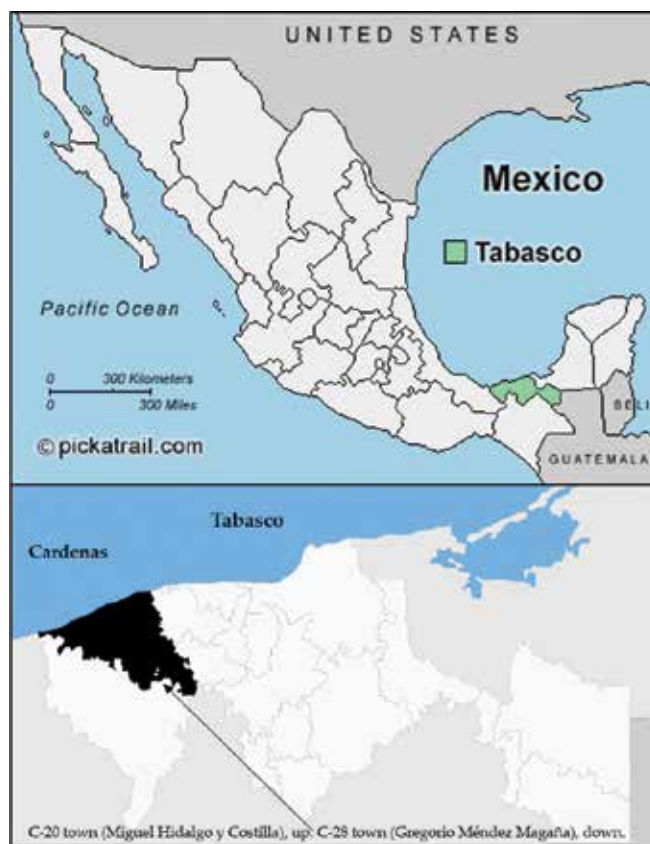 UNITED STATES
Mexico
Tabasco
Pacific Ocean
0 300 Kilometers
0 300 Miles
© pickatrail.com
BELI
GUATEMALA
Tabasco
Cardenas
C-20 town (Miguel Hidalgo y Costilla), up; C-28 town (Gregorio Méndez Magaña), down.